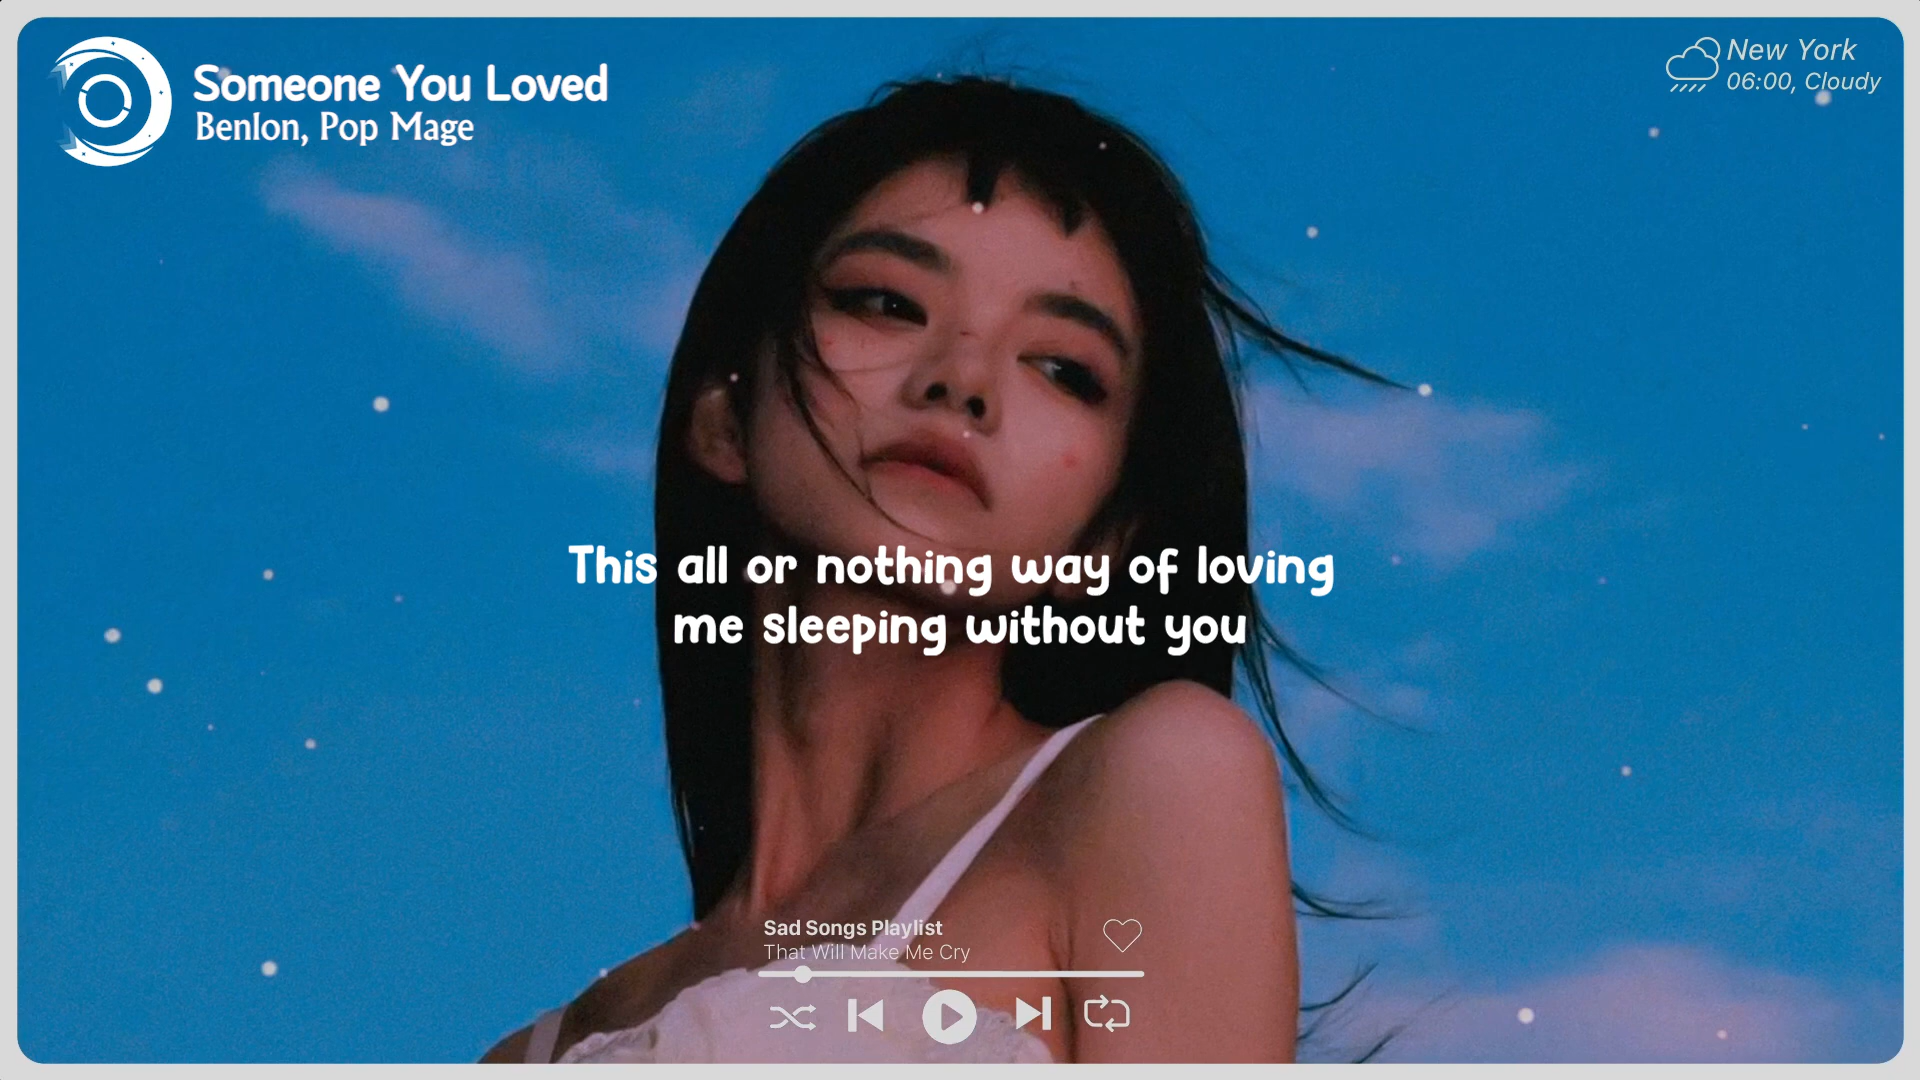 Someone You Loved
Benlon, Pop Mage
New York
06:00, Cloudy
This all or nothing way of loving
me sleeping without you
Sad Songs Playlist
That Will Make Me Cry